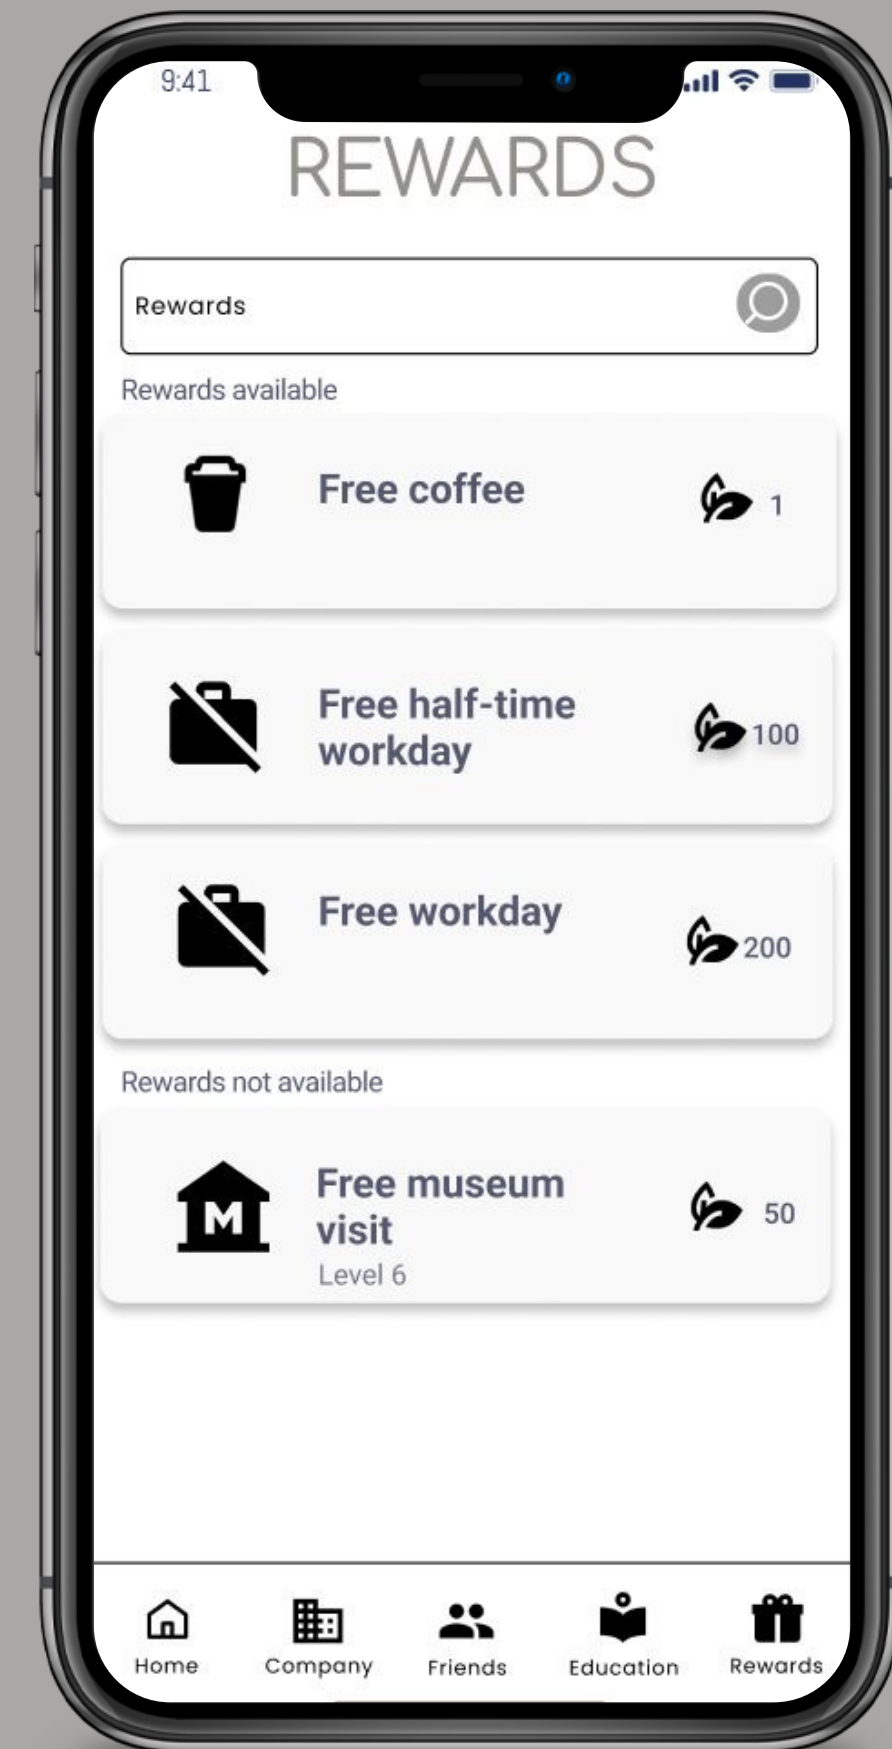 9:41
REWARDS
Rewards
Rewards available
Free coffee
1
Free half-time
workday
100
Free workday
200
Rewards not available
M
Free museum
visit
Level 6
50
Home
Company
Friends
Education
Rewards